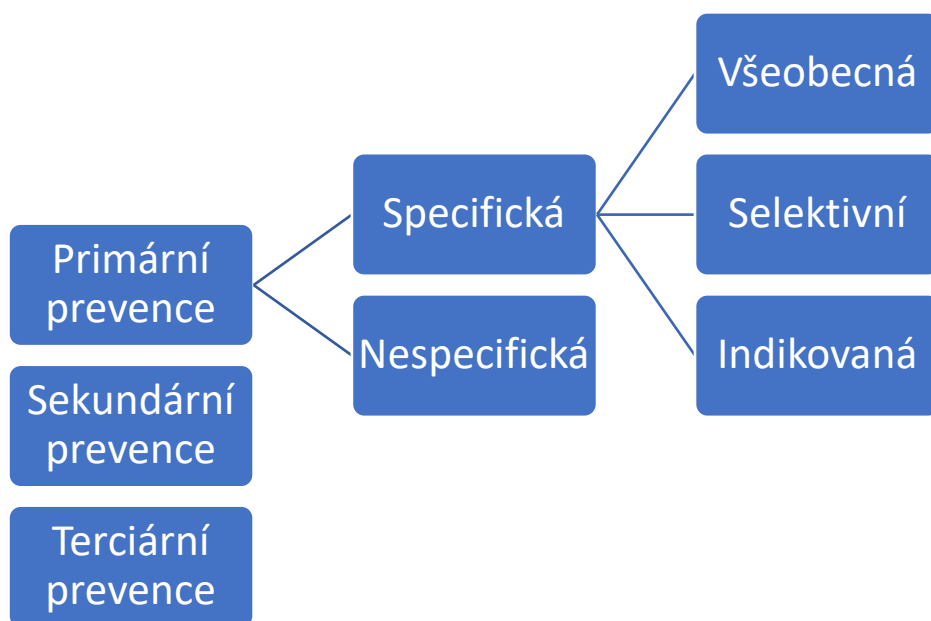 Primární
prevence
Sekundární
prevence
Terciární
prevence
Specifická
Nespecifická
Všeobecná
Selektivní
Indikovaná